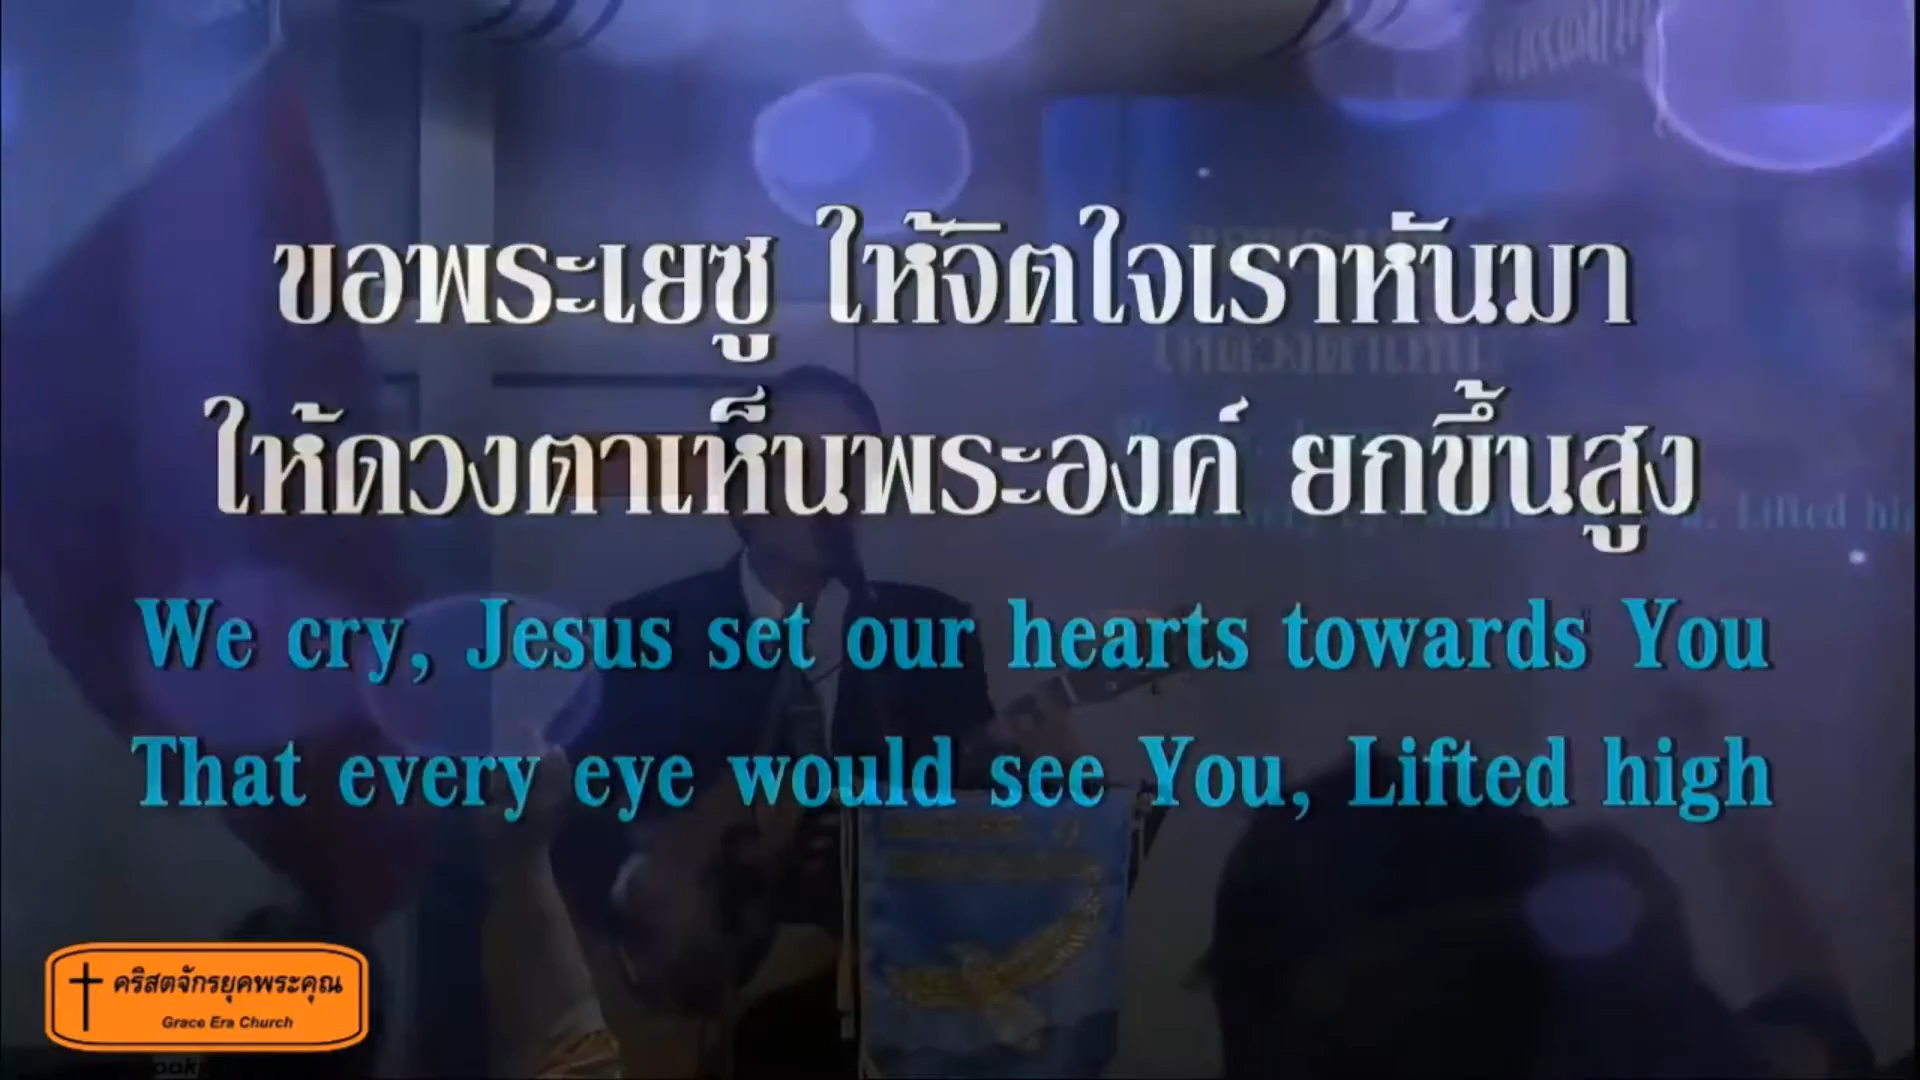 ขอพระเยซู ให้จิตใจเราหันมา
ให้ดวงตาเห็นพระองค์ ยกขึ้นสูง
We cry, Jesus set our hearts towards You
That every eye would see You, Lifted high
คริสตจักรยุคพระคุณ
Grace Era Church